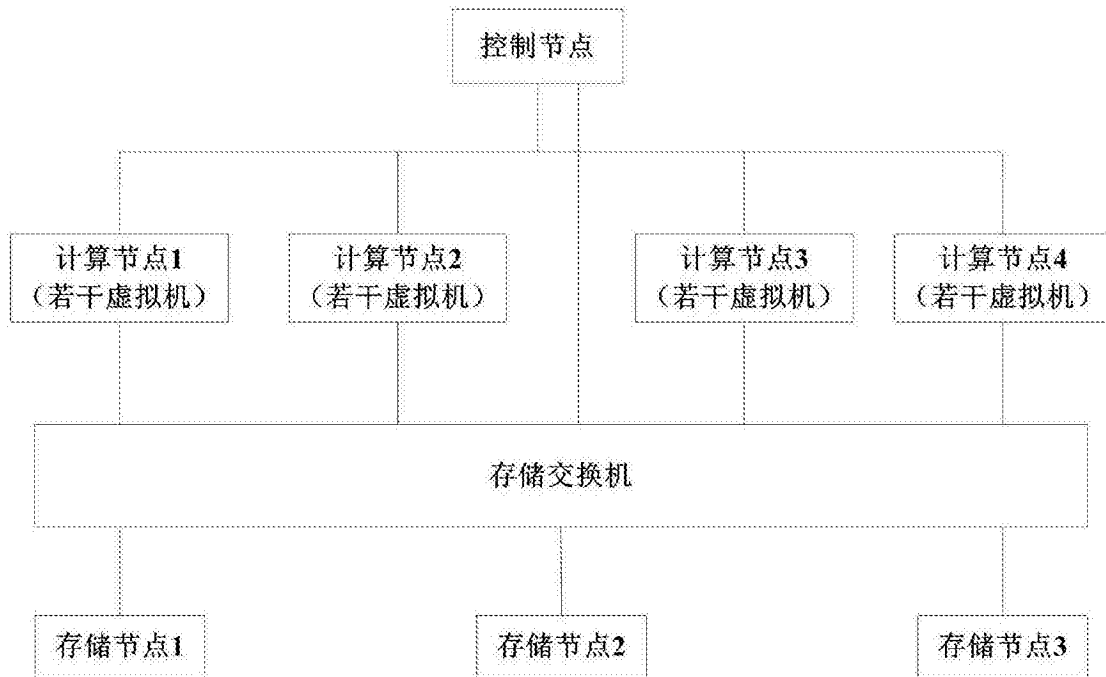 控制节点
计算节点1
（若干虚拟机）
计算节点2
（若干虚拟机）
计算节点3
（若干虚拟机）
计算节点4
（若干虚拟机）
存储交换机
存储节点1
存储节点2
存储节点3